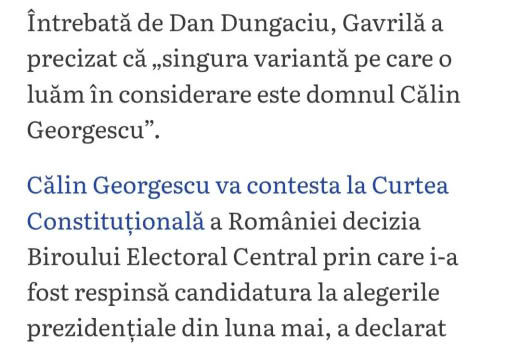 Întrebată de Dan Dungaciu, Gavrilă a
precizat că „singura variantă pe care o
luăm în considerare este domnul Călin
Georgescu”.
Călin Georgescu va contesta la Curtea
Constituțională a României decizia
Biroului Electoral Central prin care i-a
fost respinsă candidatura la alegerile
prezidențiale din luna mai, a declarat